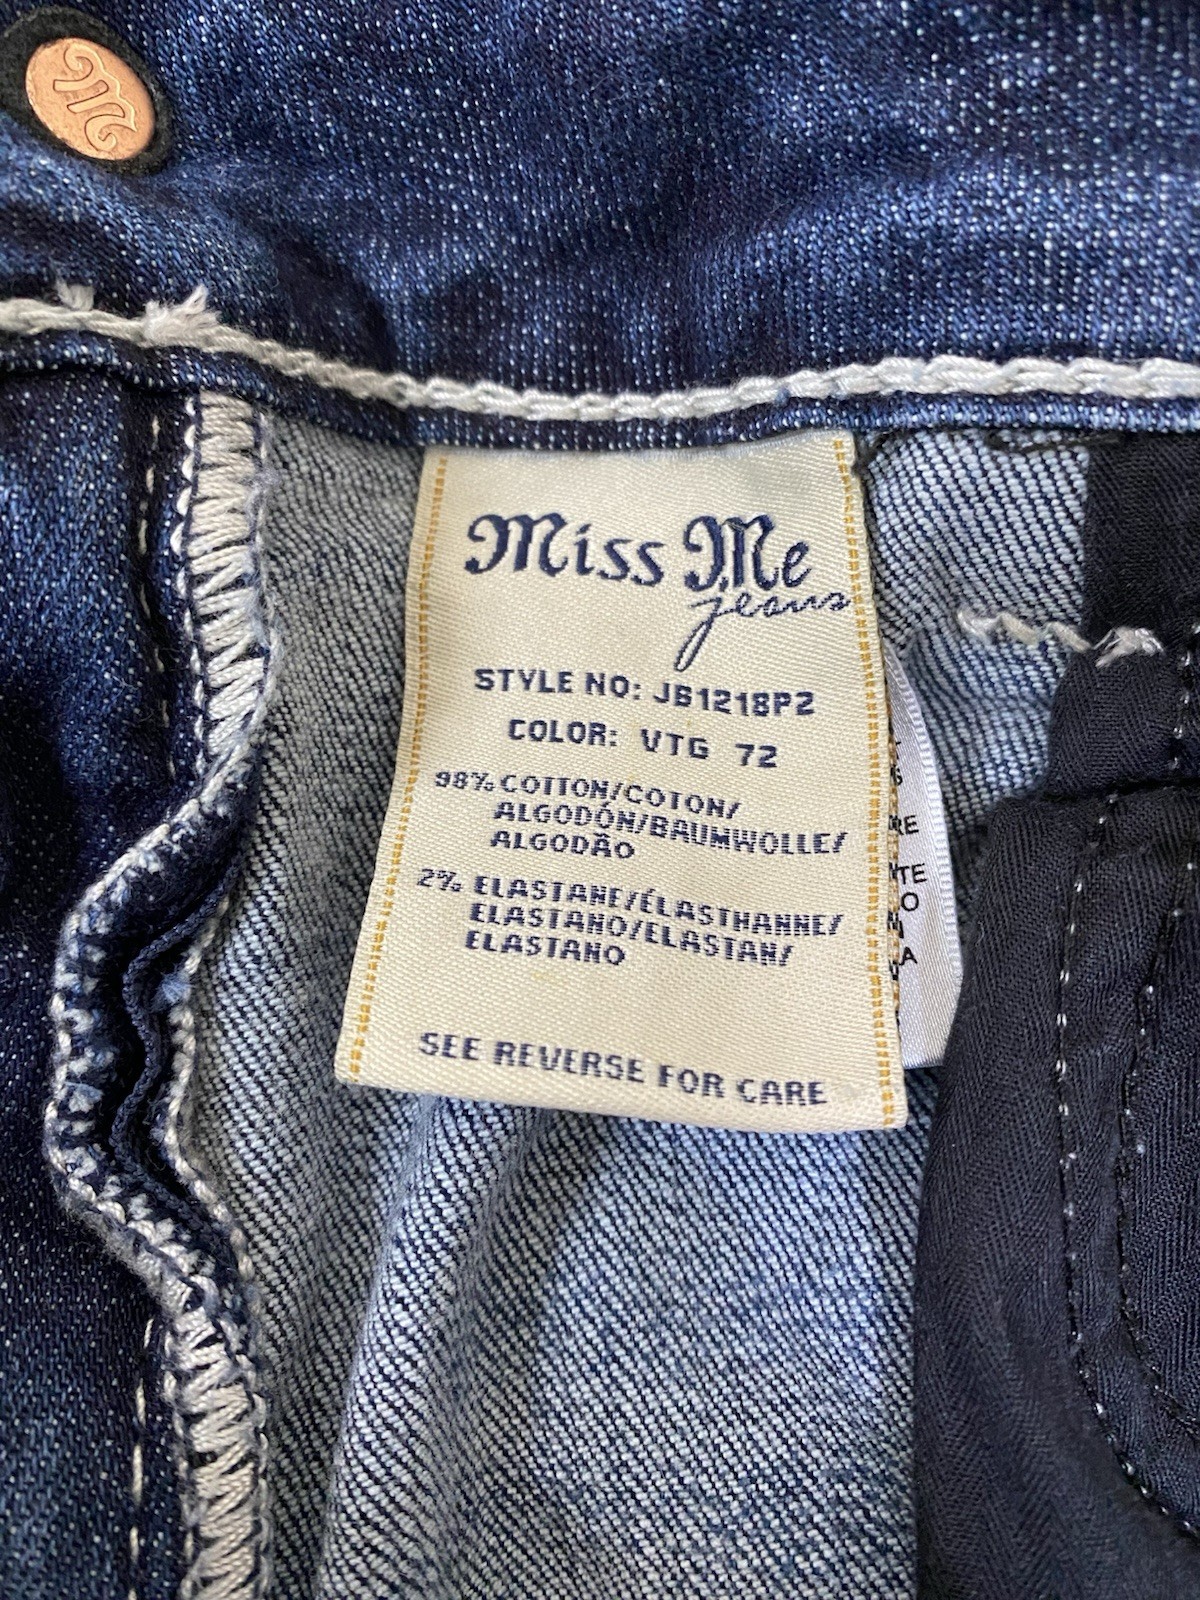 Miss Me
jeans
STYLE NO: JB1218P2
COLOR: VTG 72
98% COTTON/COTON/
ALGODÓN/BAUMWOLLE/
ALGODÃO
2% ELASTANE/ÉLASTHANNE/
ELASTANO/ELASTAN/
ELASTANO
SEE REVERSE FOR CARE